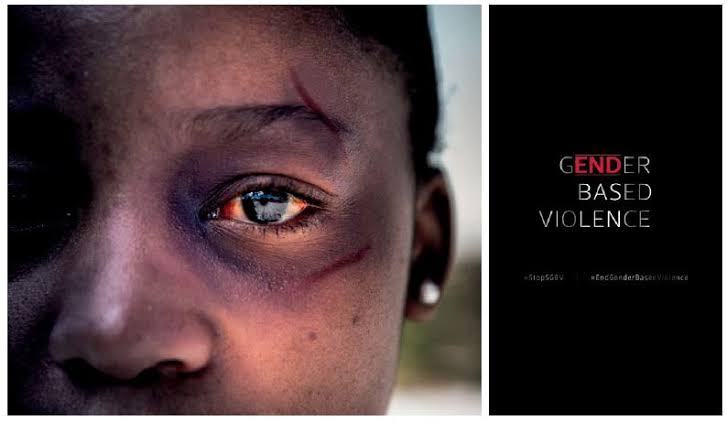 GENDER
BASED
VIOLENCE
#StopSGBV | #EndGenderBasedViolence